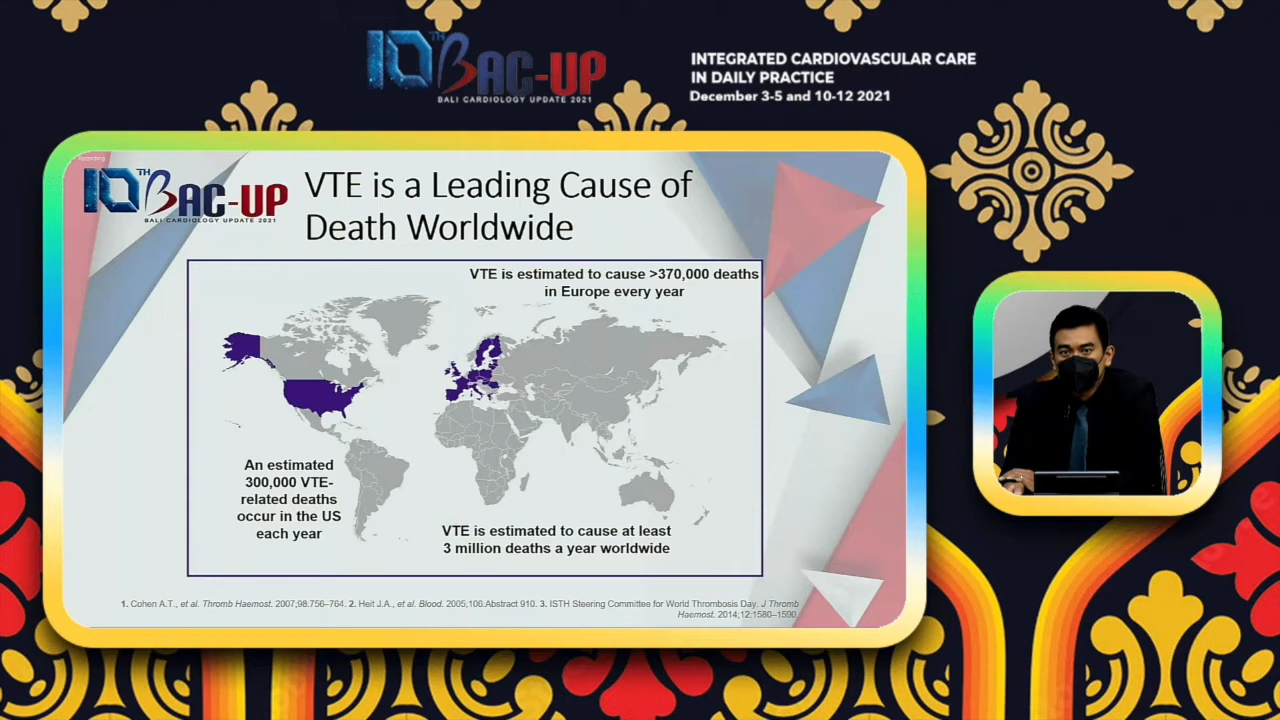 10TH BAC-UP
BALI CARDIOLOGY UPDATE 2021
INTEGRATED CARDIOVASCULAR CARE
IN DAILY PRACTICE
December 3-5 and 10-12 2021
Recording
10TH BAC-UP
BALI CARDIOLOGY UPDATE 2021
VTE is a Leading Cause of
Death Worldwide
VTE is estimated to cause >370,000 deaths
in Europe every year
An estimated
300,000 VTE-
related deaths
occur in the US
each year
VTE is estimated to cause at least
3 million deaths a year worldwide
1. Cohen A.T., et al. Thromb Haemost. 2007;98:756–764. 2. Heit J.A., et al. Blood. 2005;106:Abstract 910. 3. ISTH Steering Committee for World Thrombosis Day. J Thromb
Haemost. 2014;12:1580–1590.